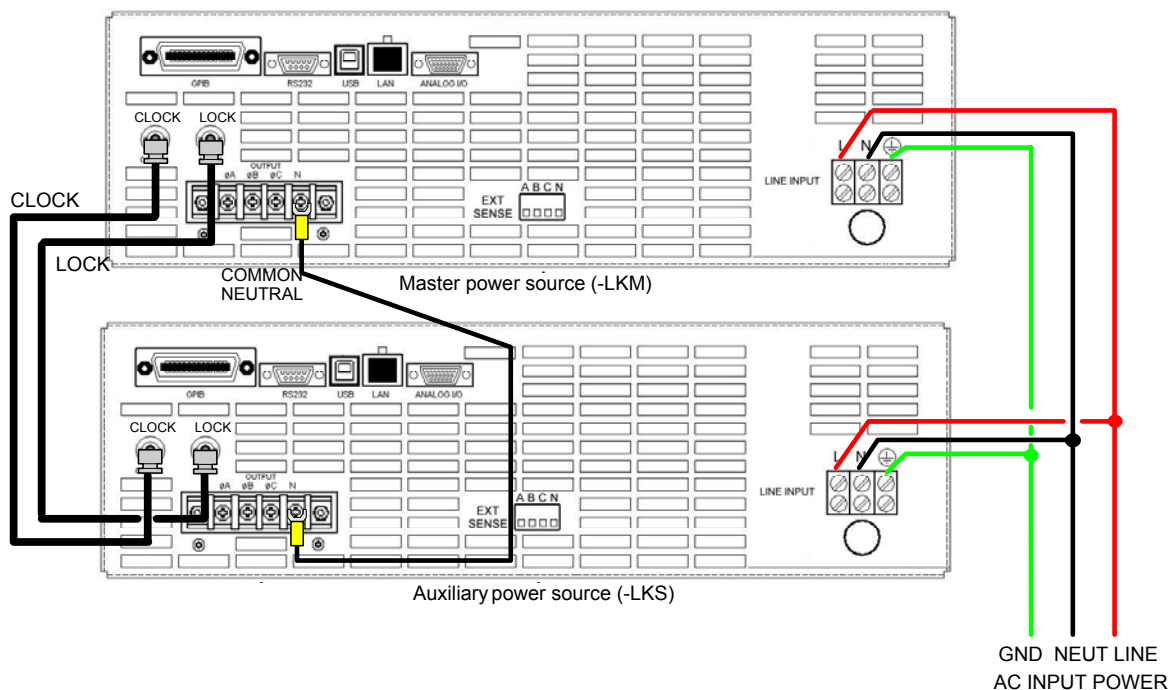 GPIB RS232 USB LAN ANALOG I/O
CLOCK LOCK
OUTPUT
øA øB øC N
A B C N
EXT
SENSE
L N
LINE INPUT
CLOCK
LOCK
COMMON
NEUTRAL
Master power source (-LKM)
GPIB RS232 USB LAN ANALOG I/O
CLOCK LOCK
OUTPUT
øA øB øC N
A B C N
EXT
SENSE
L N
LINE INPUT
Auxiliary power source (-LKS)
GND NEUT LINE
AC INPUT POWER